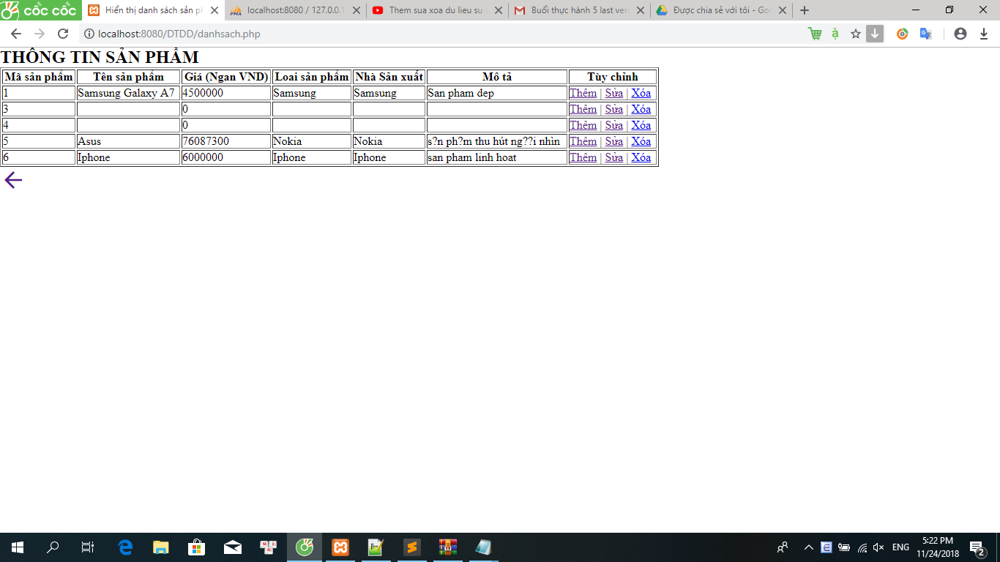 cốc cốc Hiển thị danh sách sản ph localhost:8080 / 127.0.0.1 Them sua xoa du lieu su Buổi thực hành 5 last ver Được chia sẻ với tôi - Goo
localhost:8080/DTDD/danhsach.php
THÔNG TIN SẢN PHẨM
Mã sản phẩm Tên sản phẩm Giá (Ngan VND) Loai sản phẩm Nhà Sản xuất Mô tả Tùy chỉnh
1 Samsung Galaxy A7 4500000 Samsung Samsung San pham dep Thêm | Sửa | Xóa
3 0 Thêm | Sửa | Xóa
4 0 Thêm | Sửa | Xóa
5 Asus 76087300 Nokia Nokia s?n ph?m thu hút ng??i nhìn Thêm | Sửa | Xóa
6 Iphone 6000000 Iphone Iphone san pham linh hoat Thêm | Sửa | Xóa
ENG 5:22 PM
11/24/2018 2